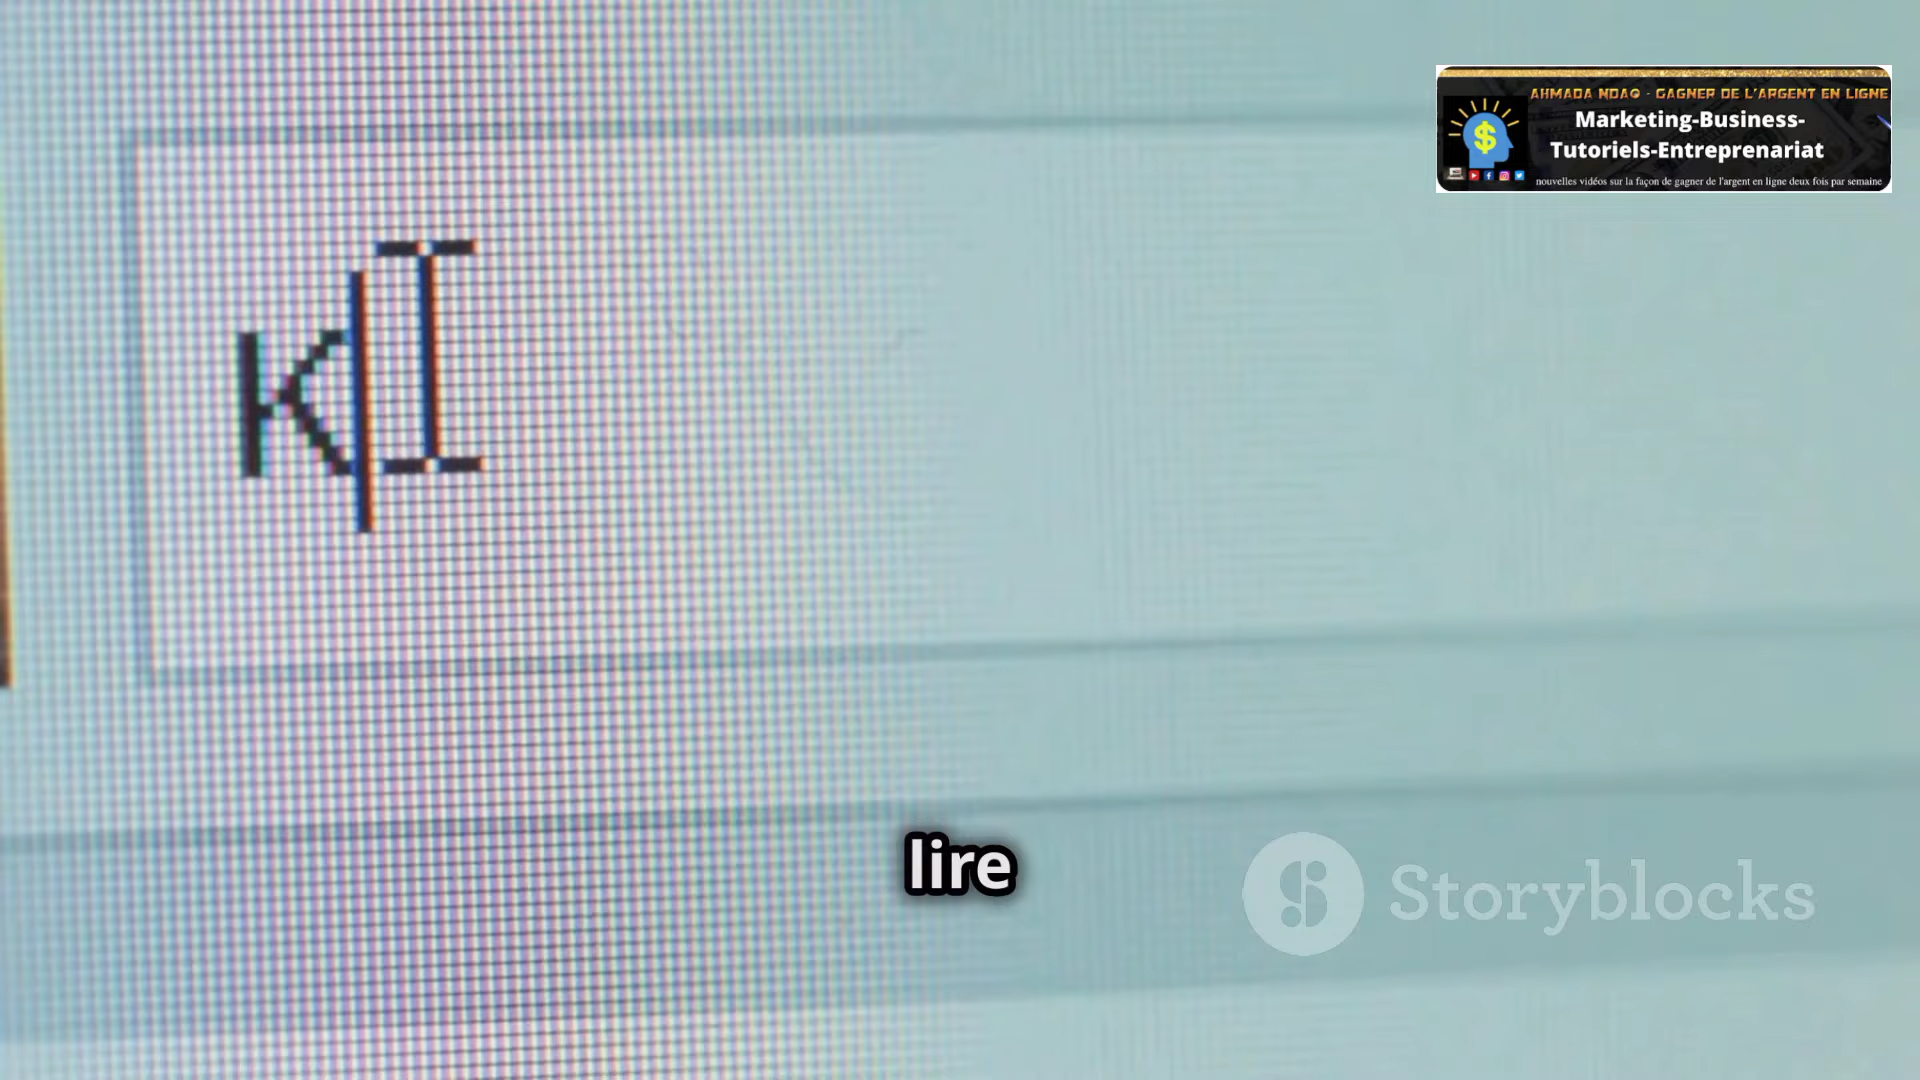 AHMADA NDAQ - GAGNER DE L'ARGENT EN LIGNE
Marketing-Business-
Tutoriels-Entreprenariat
nouvelles vidéos sur la façon de gagner de l'argent en ligne deux fois par semaine
K
lire
Storyblocks